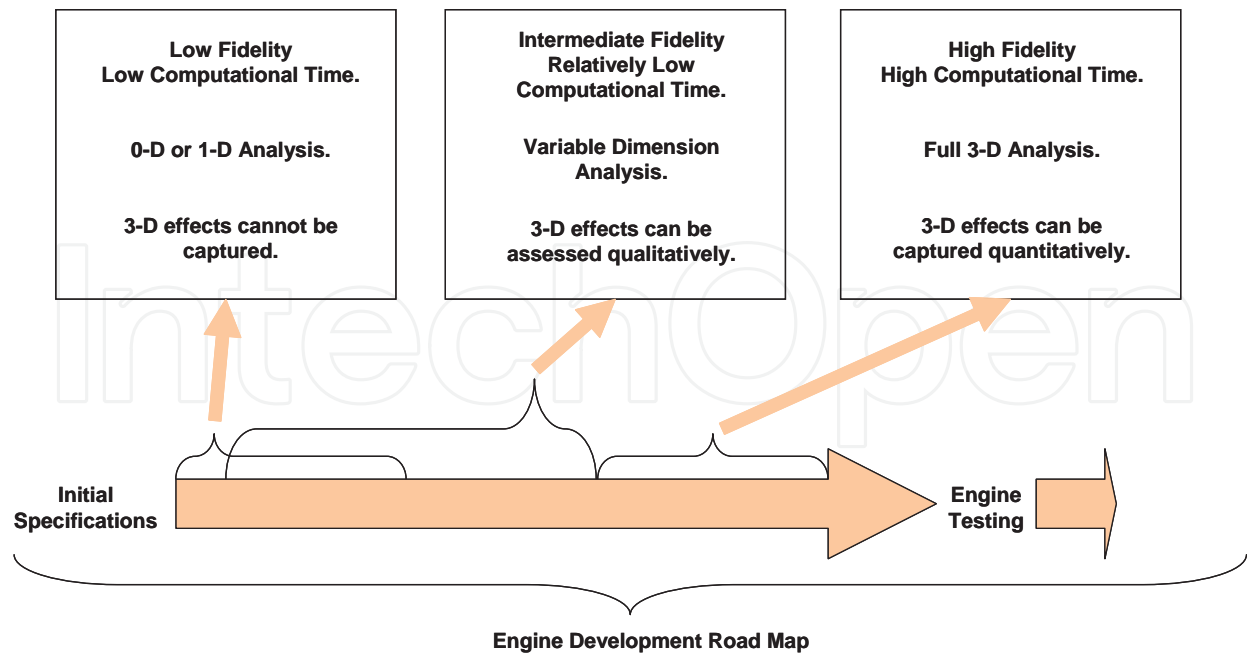 Low Fidelity
Low Computational Time.
0-D or 1-D Analysis.
3-D effects cannot be
captured.
Intermediate Fidelity
Relatively Low
Computational Time.
Variable Dimension
Analysis.
3-D effects can be
assessed qualitatively.
High Fidelity
High Computational Time.
Full 3-D Analysis.
3-D effects can be
captured quantitatively.
IntechOpen
Initial
Specifications
Engine
Testing
Engine Development Road Map